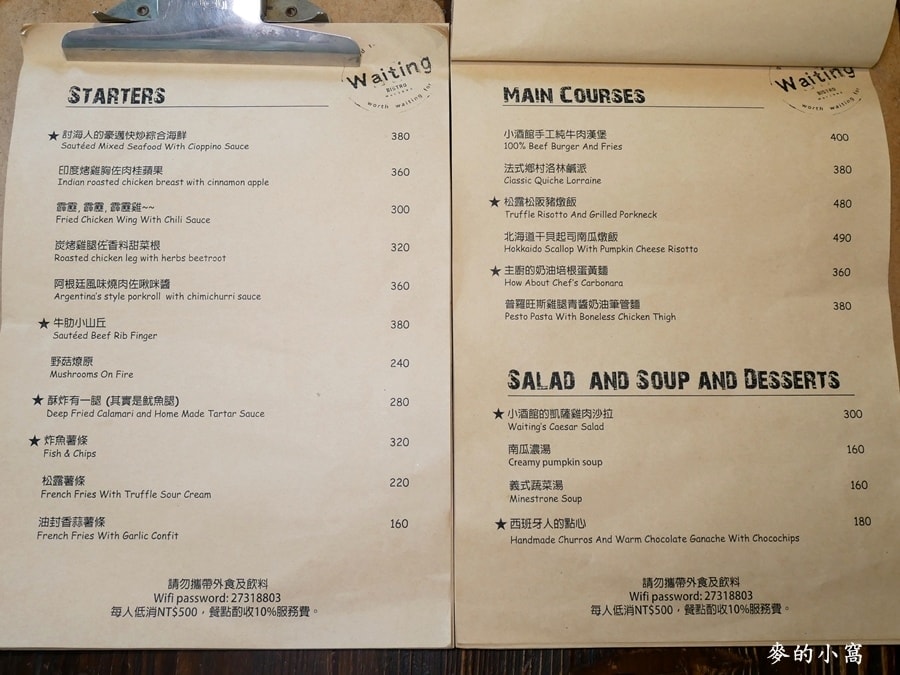 Waiting
BISTRO
worth waiting for
STARTERS
★ 討海人的豪邁快炒綜合海鮮 380
Sautéed Mixed Seafood With Cioppino Sauce
印度烤雞胸佐肉桂蘋果 360
Indian roasted chicken breast with cinnamon apple
霹靂, 霹靂, 霹靂雞~~ 300
Fried Chicken Wing With Chili Sauce
炭烤雞腿佐香料甜菜根 320
Roasted chicken leg with herbs beetroot
阿根廷風味燒肉佐啾咪醬 360
Argentina's style porkroll with chimichurri sauce
★ 牛肋小山丘 380
Sautéed Beef Rib Finger
野菇燎原 240
Mushrooms On Fire
★ 酥炸有一腿 (其實是魷魚腿) 280
Deep Fried Calamari and Home Made Tartar Sauce
★ 炸魚薯條 320
Fish & Chips
松露薯條 220
French Fries With Truffle Sour Cream
油封香蒜薯條 160
French Fries With Garlic Confit
請勿攜帶外食及飲料
Wifi password: 27318803
每人低消NT$500，餐點酌收10%服務費。
Waiting
BISTRO
worth waiting for
MAIN COURSES
小酒館手工純牛肉漢堡 400
100% Beef Burger And Fries
法式鄉村洛林鹹派 380
Classic Quiche Lorraine
★ 松露松阪豬燉飯 480
Truffle Risotto And Grilled Porkneck
北海道干貝起司南瓜燉飯 490
Hokkaido Scallop With Pumpkin Cheese Risotto
★ 主廚的奶油培根蛋黃麵 360
How About Chef's Carbonara
普羅旺斯雞腿青醬奶油筆管麵 380
Pesto Pasta With Boneless Chicken Thigh
SALAD AND SOUP AND DESSERTS
★ 小酒館的凱薩雞肉沙拉 300
Waiting's Caesar Salad
南瓜濃湯 160
Creamy pumpkin soup
義式蔬菜湯 160
Minestrone Soup
★ 西班牙人的點心 180
Handmade Churros And Warm Chocolate Ganache With Chocochips
請勿攜帶外食及飲料
Wifi password: 27318803
每人低消NT$500，餐點酌收10%服務費。
麥的小窩